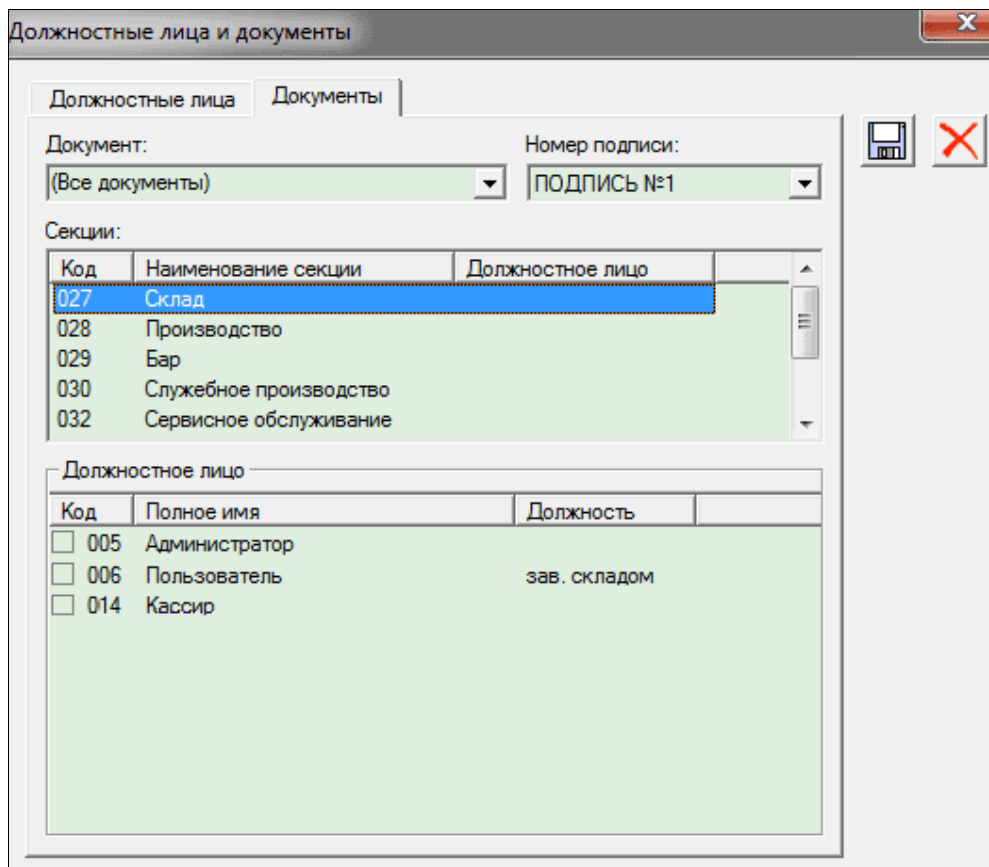 Должностные лица и документы
Должностные лица Документы
Документ: Номер подписи:
(Все документы) ПОДПИСЬ №1
Секции:
Код Наименование секции Должностное лицо
027 Склад
028 Производство
029 Бар
030 Служебное производство
032 Сервисное обслуживание
Должностное лицо
Код Полное имя Должность
005 Администратор
006 Пользователь зав. складом
014 Кассир